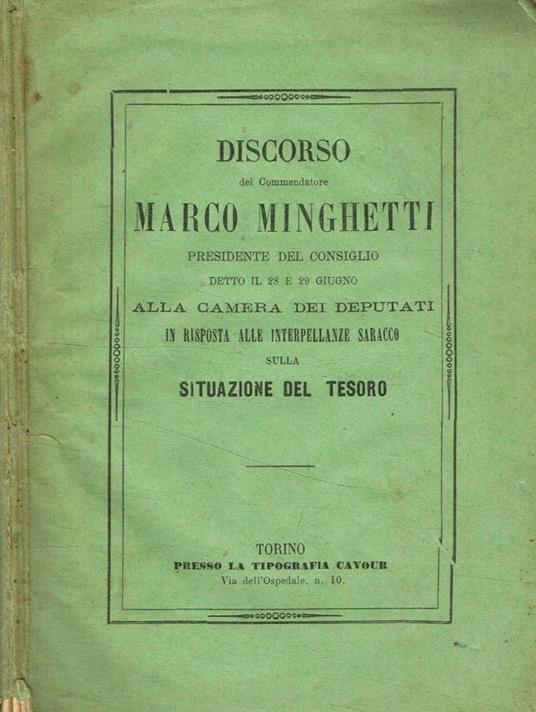 DISCORSO
del Commendatore
MARCO MINGHETTI
PRESIDENTE DEL CONSIGLIO
DETTO IL 28 E 29 GIUGNO
ALLA CAMERA DEI DEPUTATI
IN RISPOSTA ALLE INTERPELLANZE SARACCO
SULLA
SITUAZIONE DEL TESORO
TORINO
PRESSO LA TIPOGRAFIA CAVOUR
Via dell'Ospedale, n. 10.